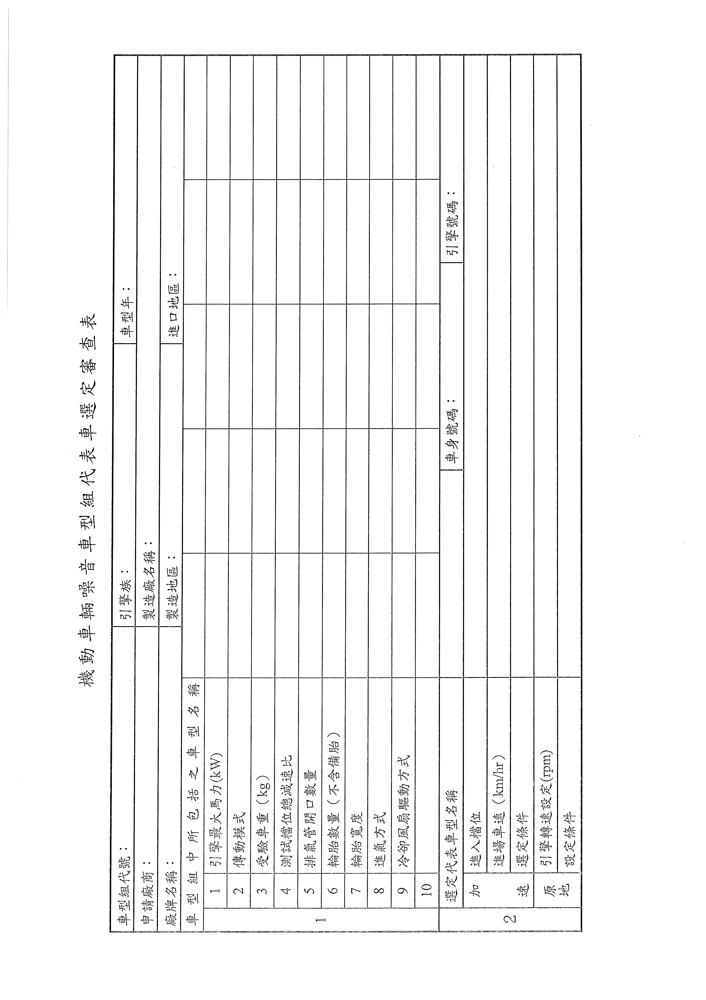 機動車輛噪音車型組代表車選定審查表
車型組代號： 引擎族： 車型年：
申請廠商： 製造廠名稱：
廠牌名稱： 製造地區： 進口地區：
車型組中所包括之車型名稱
1
1 引擎最大馬力(kW)
2 傳動模式
3 受驗車重（kg）
4 測試檔位總減速比
5 排氣管開口數量
6 輪胎數量（不含備胎）
7 輪胎寬度
8 進氣方式
9 冷卻風扇驅動方式
10
2
選定代表車型名稱 車身號碼： 引擎號碼：
加速
進入檔位
進場車速（km/hr）
選定條件
原地
引擎轉速設定(rpm)
設定條件